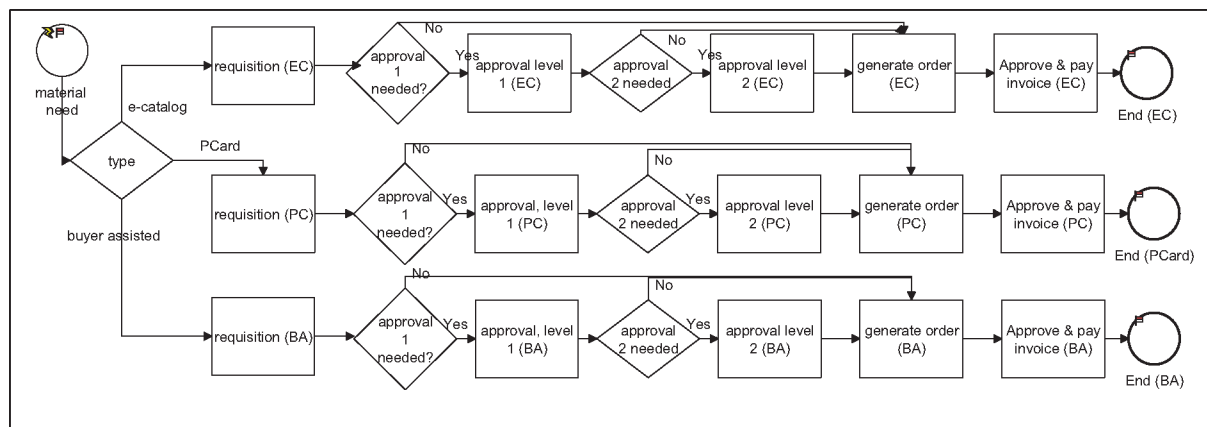 material
need
type
e-catalog
PCard
buyer assisted
requisition (EC)
approval
1
needed?
No
Yes
approval level
1 (EC)
approval
2 needed
No
Yes
approval level
2 (EC)
generate order
(EC)
Approve & pay
invoice (EC)
End (EC)
requisition (PC)
approval
1
needed?
No
Yes
approval, level
1 (PC)
approval
2 needed
No
Yes
approval level
2 (PC)
generate order
(PC)
Approve & pay
invoice (PC)
End (PCard)
requisition (BA)
approval
1
needed?
No
Yes
approval, level
1 (BA)
approval
2 needed
No
Yes
approval level
2 (BA)
generate order
(BA)
Approve & pay
invoice (BA)
End (BA)